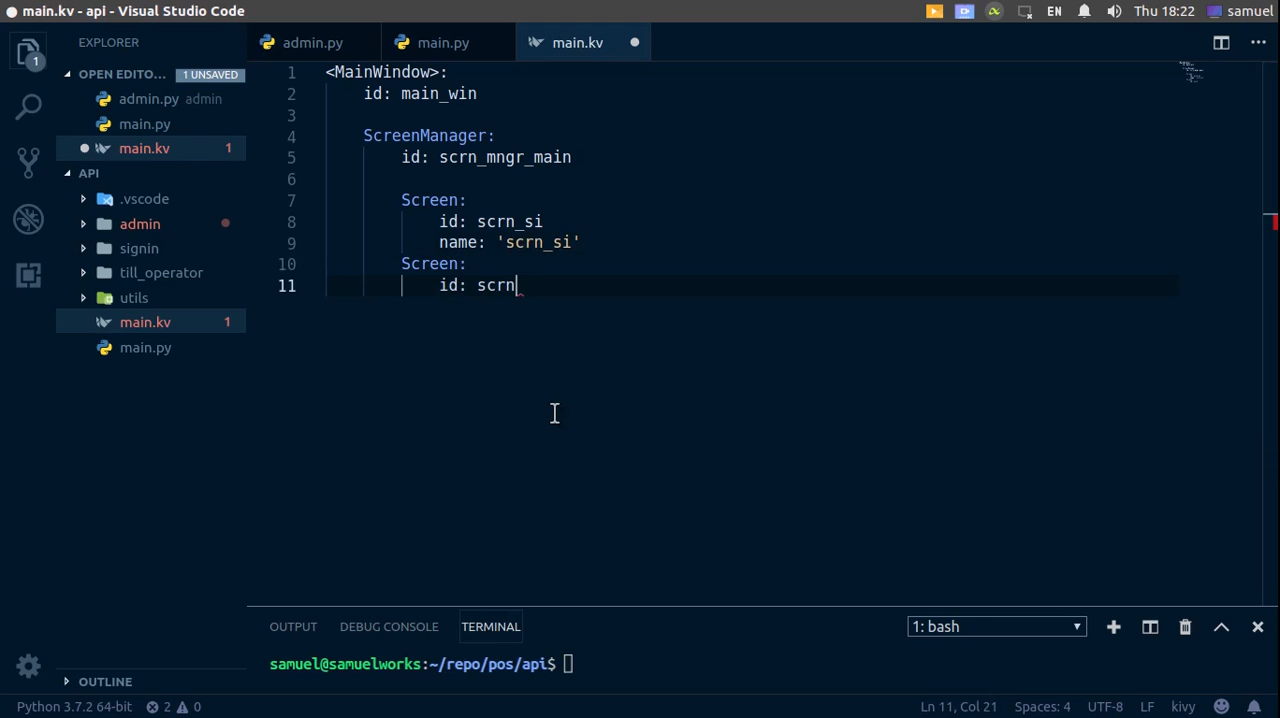 main.kv - api - Visual Studio Code
EN
Thu 18:22
samuel
EXPLORER
OPEN EDITO... 1 UNSAVED
admin.py admin
main.py
main.kv 1
API
.vscode
admin
signin
till_operator
utils
main.kv 1
main.py
OUTLINE
1
admin.py
main.py
main.kv
1 <MainWindow>:
2 id: main_win
3
4 ScreenManager:
5 id: scrn_mngr_main
6
7 Screen:
8 id: scrn_si
9 name: 'scrn_si'
10 Screen:
11 id: scrn
OUTPUT DEBUG CONSOLE TERMINAL
1: bash
samuel@samuelworks:~/repo/pos/api$
Python 3.7.2 64-bit 2 0
Ln 11, Col 21 Spaces: 4 UTF-8 LF kivy